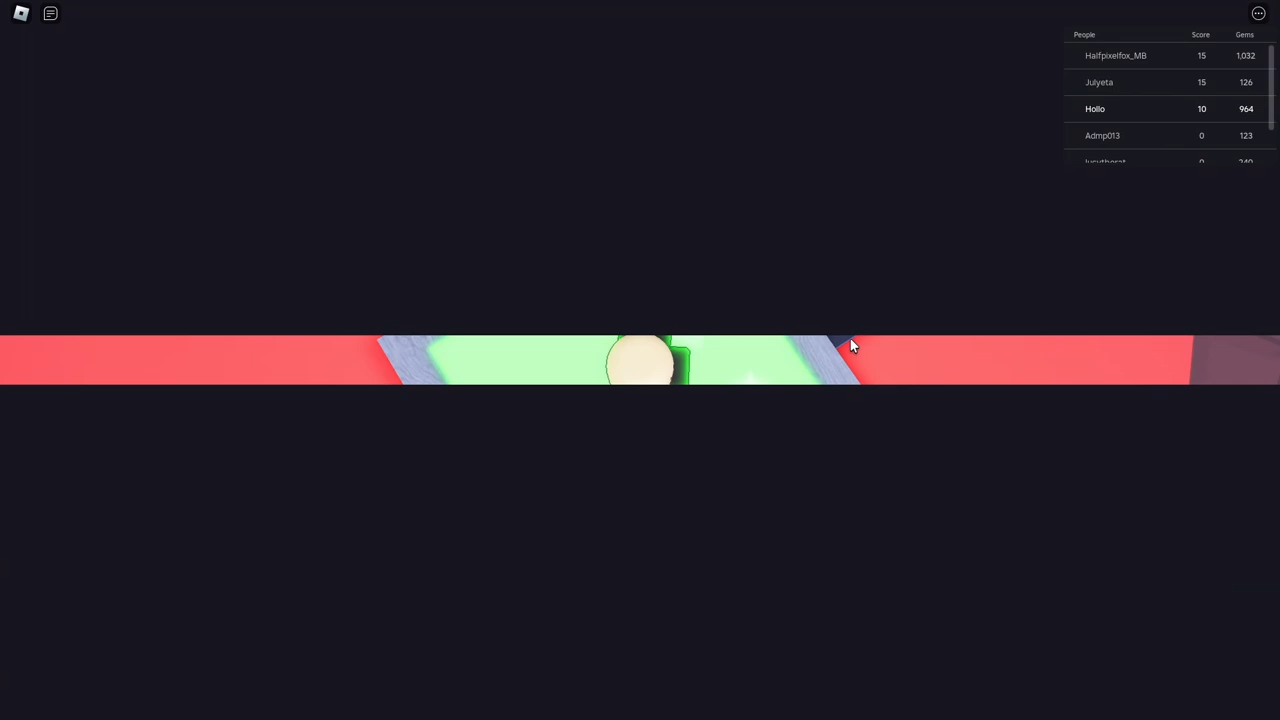 People Score Gems
Halfpixelfox_MB 15 1,032
Julyeta 15 126
Hollo 10 964
Admp013 0 123